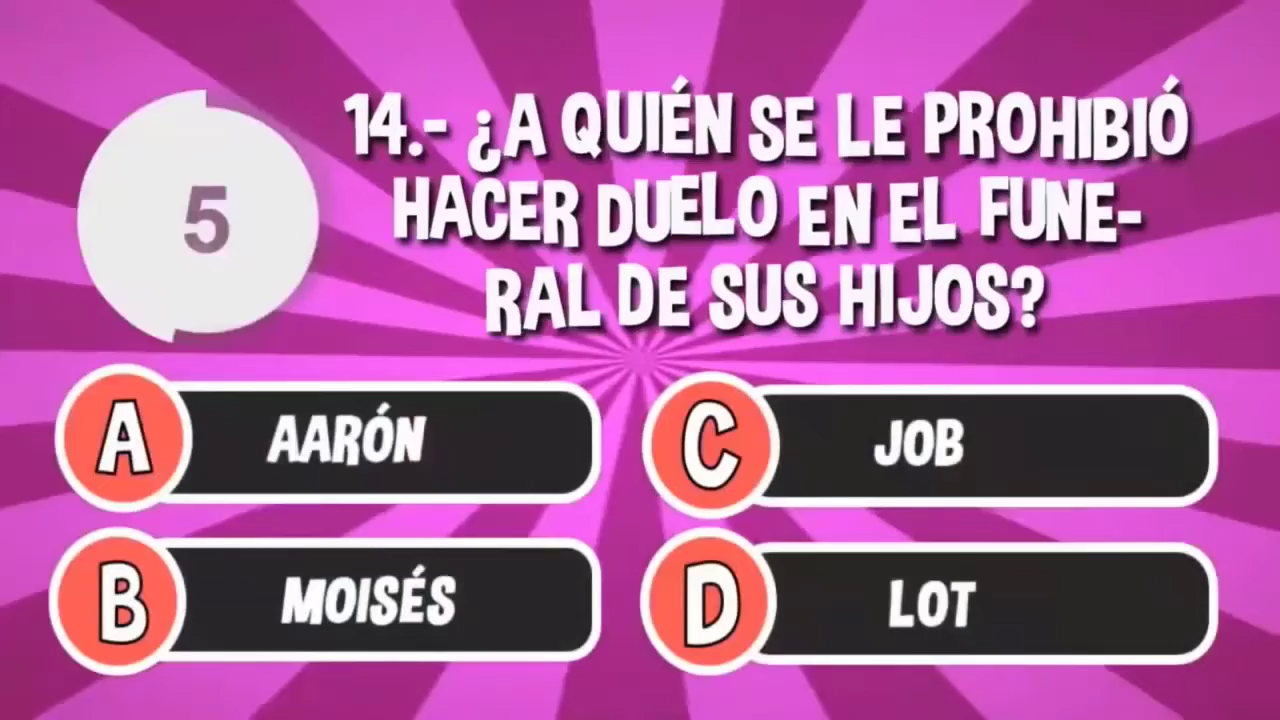 5
14.- ¿A QUIÉN SE LE PROHIBIÓ
HACER DUELO EN EL FUNE-
RAL DE SUS HIJOS?
A AARÓN
B MOISÉS
C JOB
D LOT